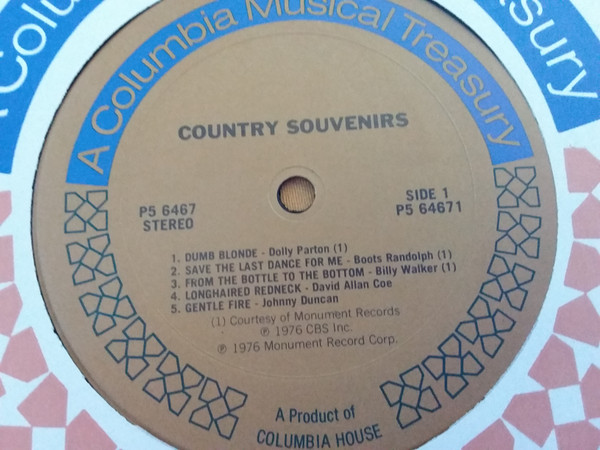 A Columbia Musical Treasury
COUNTRY SOUVENIRS
P5 6467
STEREO
SIDE 1
P5 64671
1. DUMB BLONDE - Dolly Parton (1)
2. SAVE THE LAST DANCE FOR ME - Boots Randolph (1)
3. FROM THE BOTTLE TO THE BOTTOM - Billy Walker (1)
4. LONGHAIRED REDNECK - David Allan Coe
5. GENTLE FIRE - Johnny Duncan
(1) Courtesy of Monument Records
℗ 1976 CBS Inc.
℗ 1976 Monument Record Corp.
A Product of
COLUMBIA HOUSE